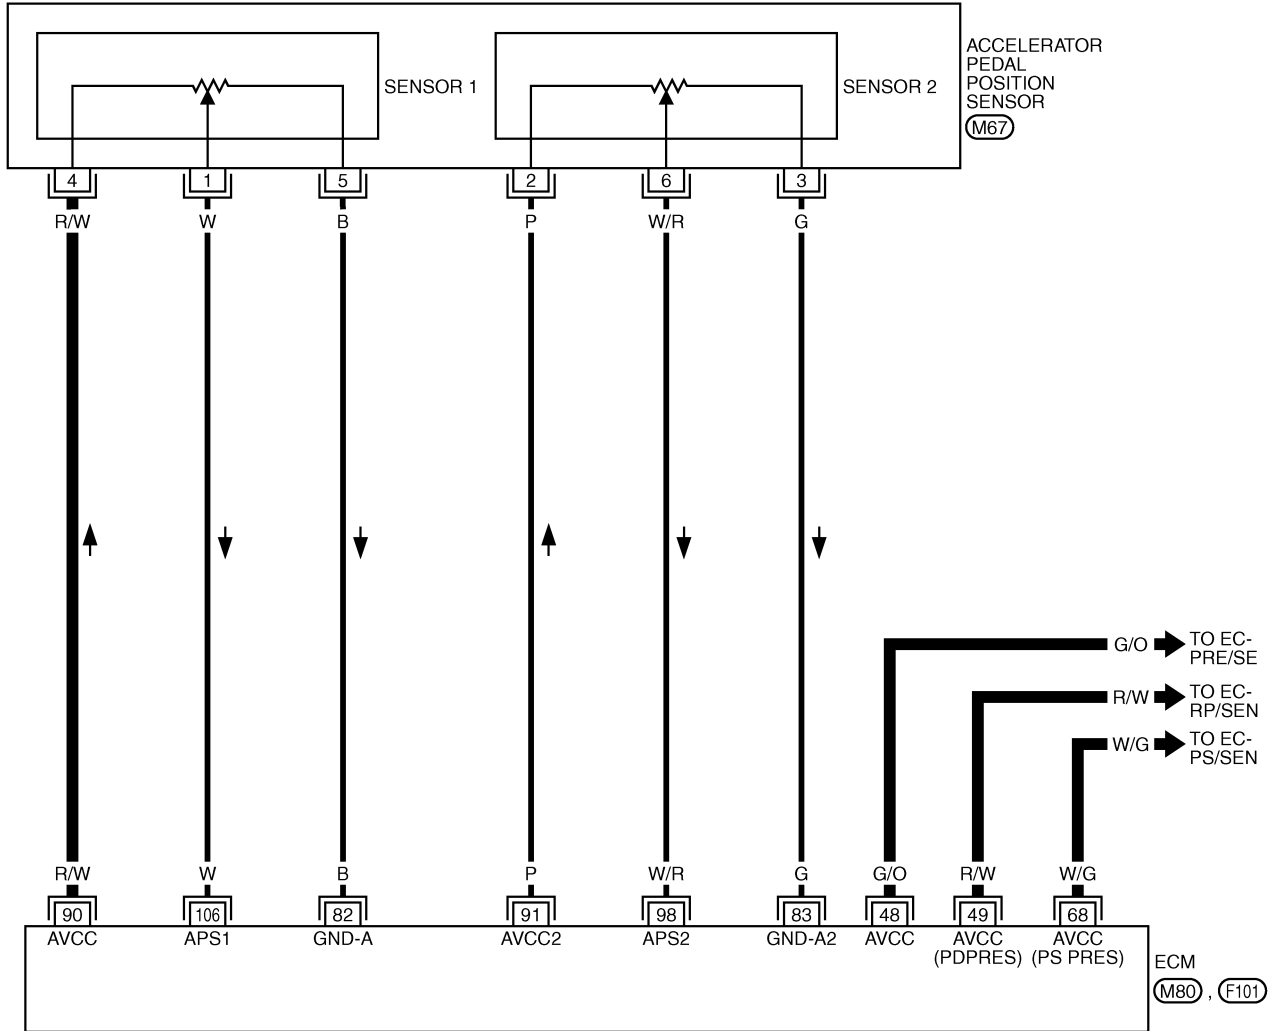 SENSOR 1
SENSOR 2
ACCELERATOR
PEDAL
POSITION
SENSOR
M67
4 1 5 2 6 3
R/W W B P W/R G
G/O TO EC-
PRE/SE
R/W TO EC-
RP/SEN
W/G TO EC-
PS/SEN
R/W W B P W/R G G/O R/W W/G
90 106 82 91 98 83 48 49 68
AVCC APS1 GND-A AVCC2 APS2 GND-A2 AVCC AVCC AVCC
(PDPRES) (PS PRES)
ECM
M80 , F101